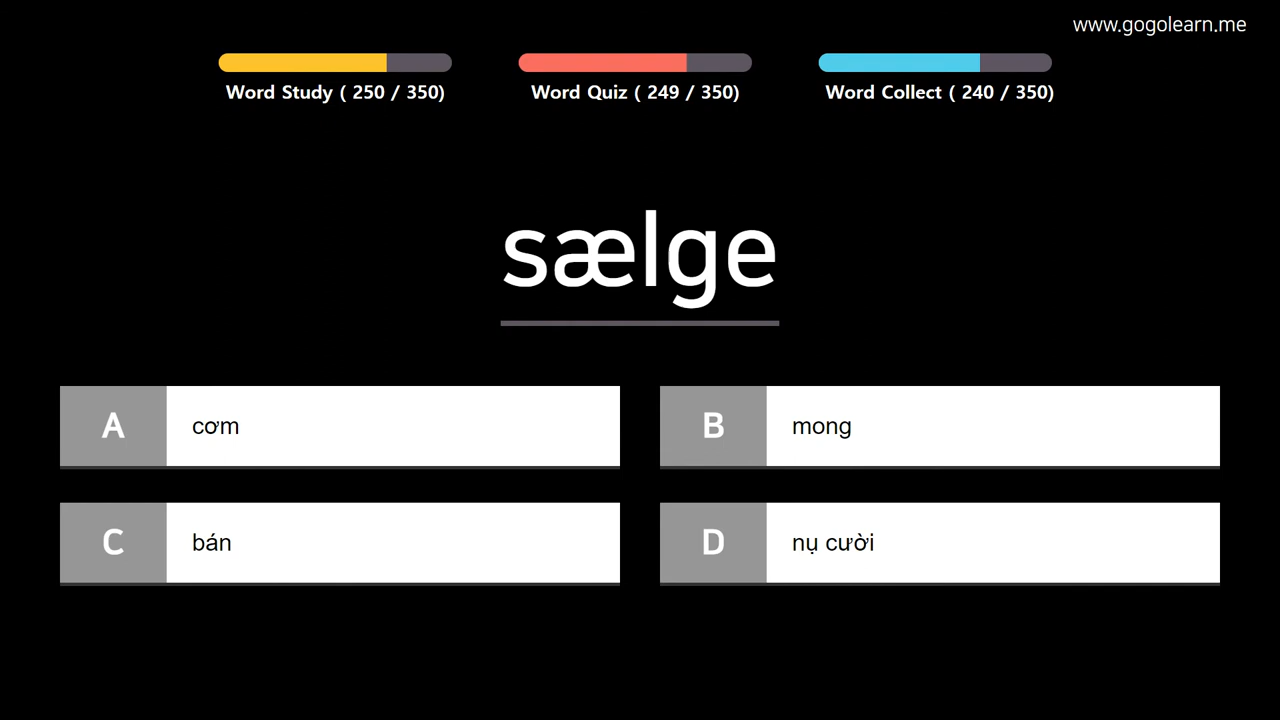 www.gogolearn.me
Word Study ( 250 / 350)
Word Quiz ( 249 / 350)
Word Collect ( 240 / 350)
sælge
A cơm
B mong
C bán
D nụ cười